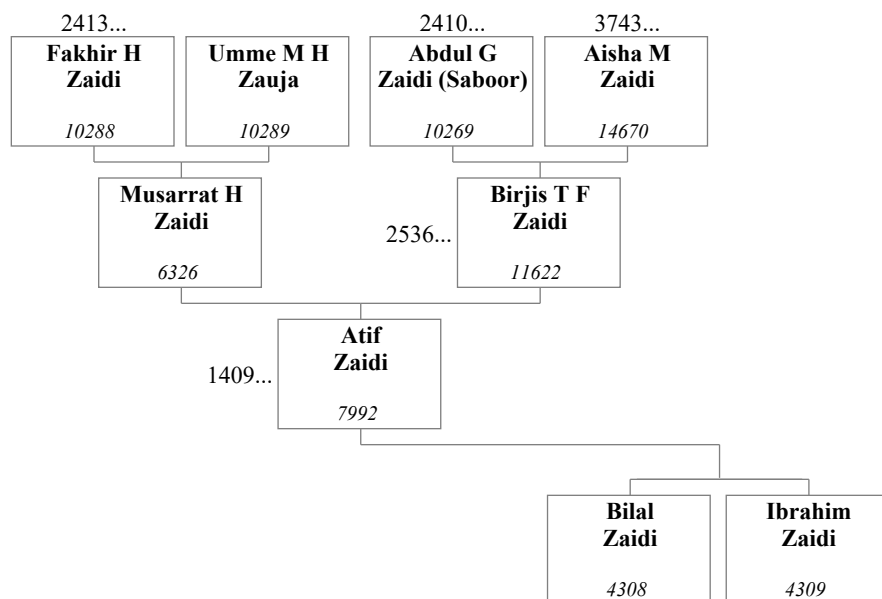 2413...
2410...
3743...
Fakhir H
Zaidi
10288
Umme M H
Zauja
10289
Abdul G
Zaidi (Saboor)
10269
Aisha M
Zaidi
14670
Musarrat H
Zaidi
6326
2536...
Birjis T F
Zaidi
11622
1409...
Atif
Zaidi
7992
Bilal
Zaidi
4308
Ibrahim
Zaidi
4309